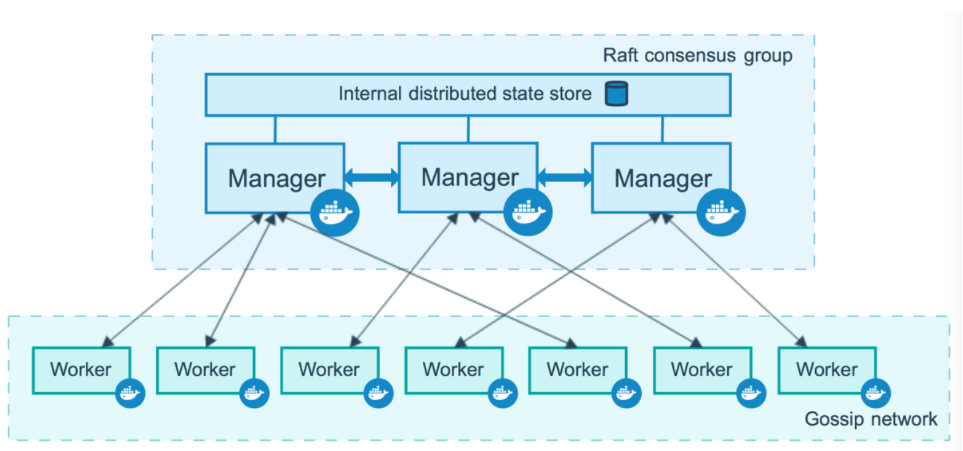 Raft consensus group
Internal distributed state store
Manager
Manager
Manager
Worker
Worker
Worker
Worker
Worker
Worker
Worker
Gossip network